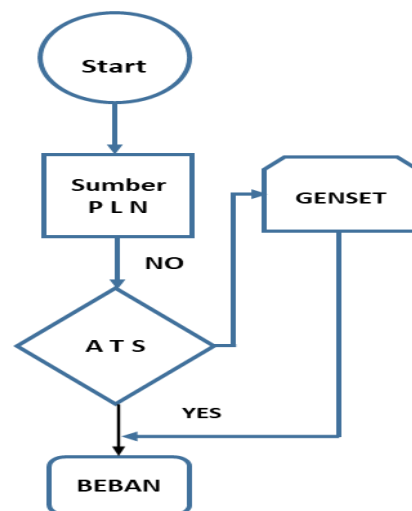 Start
Sumber
P L N
GENSET
NO
A T S
YES
BEBAN